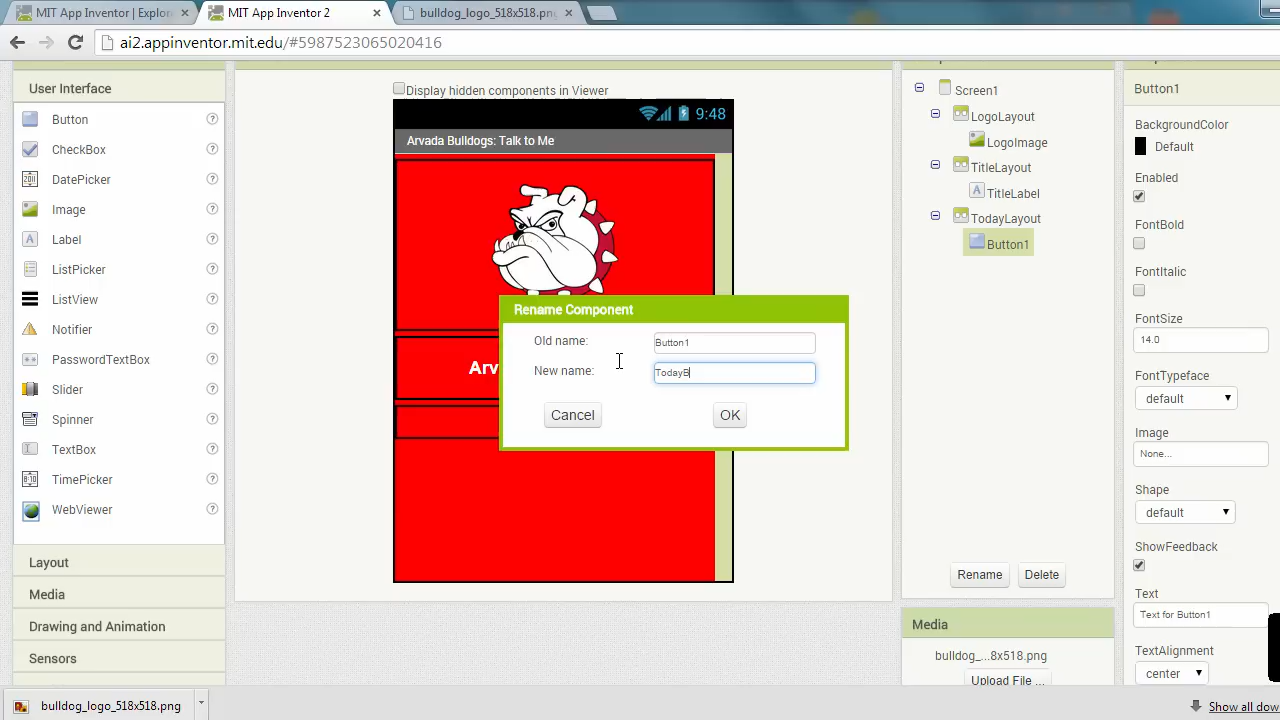 MIT App Inventor | Explor
MIT App Inventor 2
bulldog_logo_518x518.png
ai2.appinventor.mit.edu/#5987523065020416
User Interface
Button
CheckBox
DatePicker
Image
Label
ListPicker
ListView
Notifier
PasswordTextBox
Slider
Spinner
TextBox
TimePicker
WebViewer
Layout
Media
Drawing and Animation
Sensors
Display hidden components in Viewer
9:48
Arvada Bulldogs: Talk to Me
Arv
Rename Component
Old name:
Button1
New name:
TodayB
Cancel
OK
Screen1
LogoLayout
LogoImage
TitleLayout
TitleLabel
TodayLayout
Button1
Rename
Delete
Media
bulldog_...8x518.png
Upload File ...
Button1
BackgroundColor
Default
Enabled
FontBold
FontItalic
FontSize
14.0
FontTypeface
default
Image
None...
Shape
default
ShowFeedback
Text
Text for Button1
TextAlignment
center
bulldog_logo_518x518.png
Show all dow